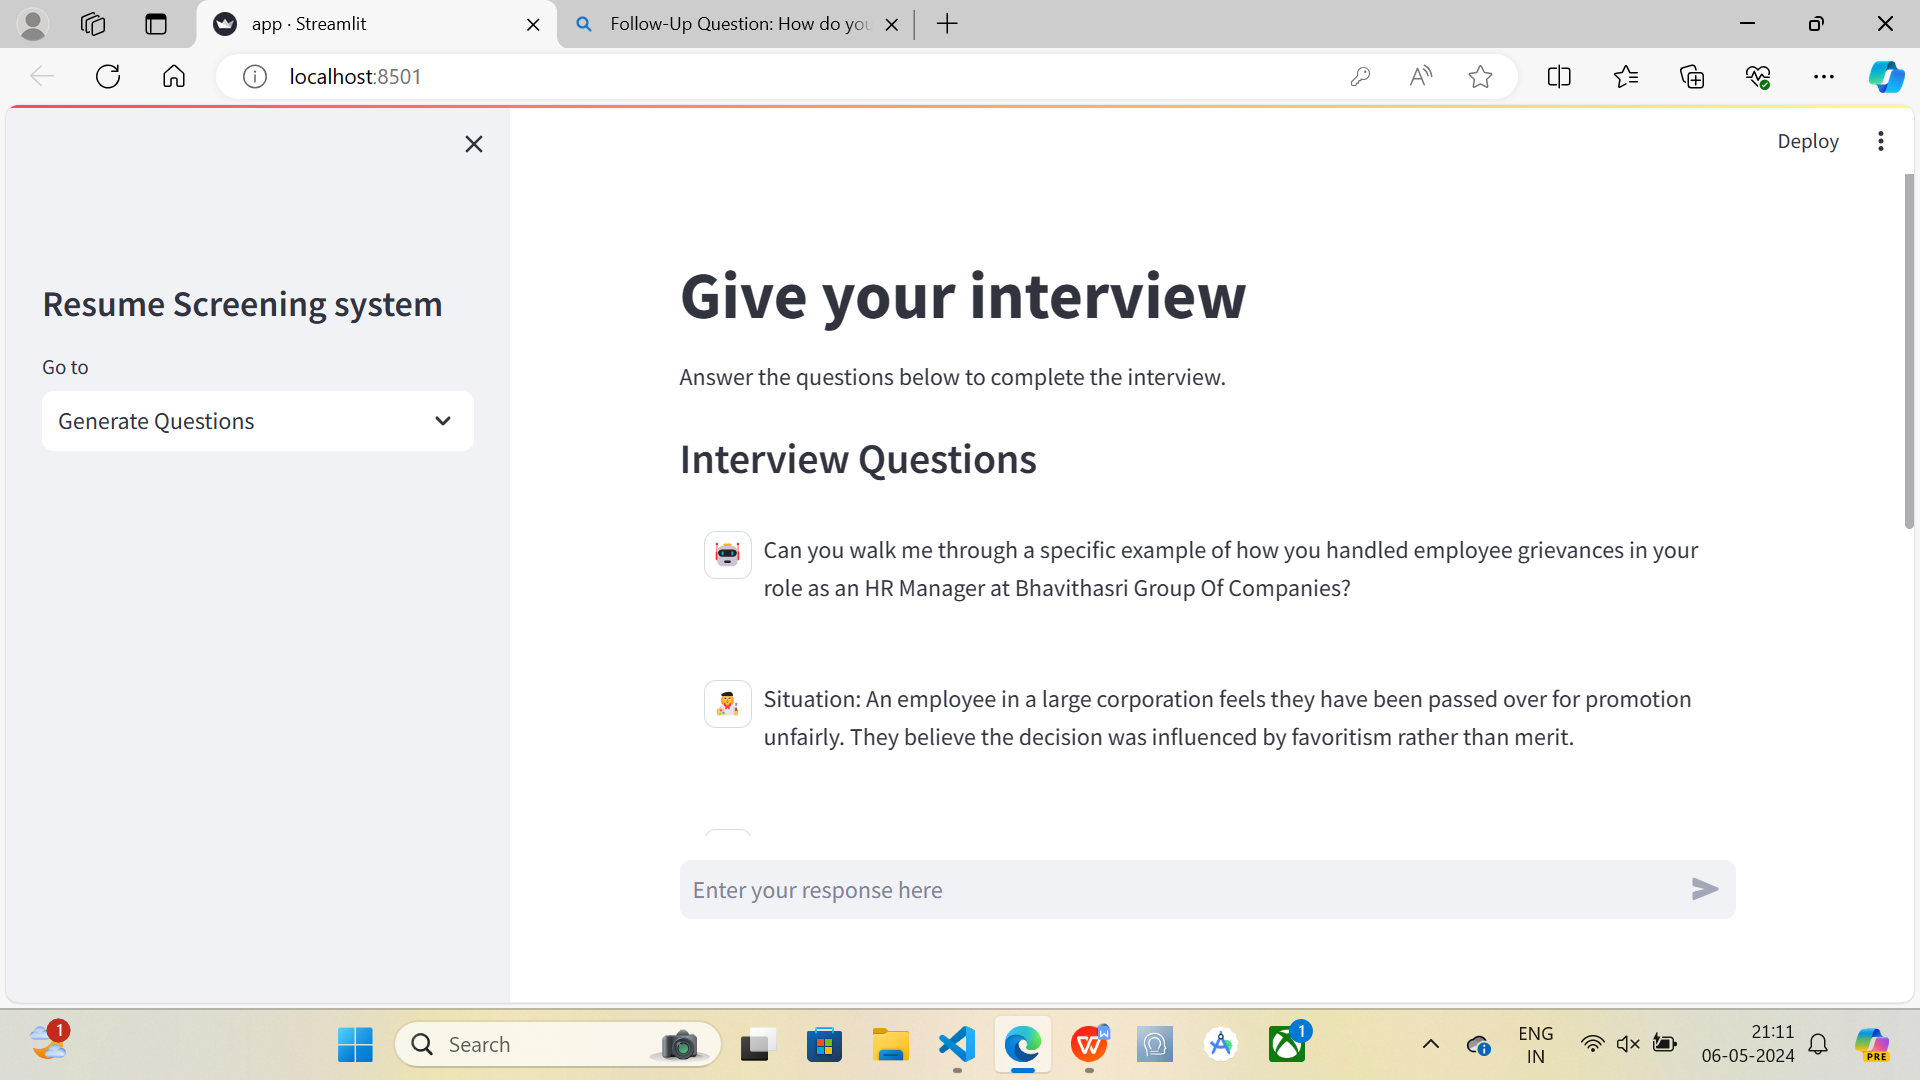 app · Streamlit
Follow-Up Question: How do you
localhost:8501
Deploy
Resume Screening system
Go to
Generate Questions
Give your interview
Answer the questions below to complete the interview.
Interview Questions
Can you walk me through a specific example of how you handled employee grievances in your
role as an HR Manager at Bhavithasri Group Of Companies?
Situation: An employee in a large corporation feels they have been passed over for promotion
unfairly. They believe the decision was influenced by favoritism rather than merit.
Enter your response here
1
Search
1
ENG
IN
21:11
06-05-2024
PRE